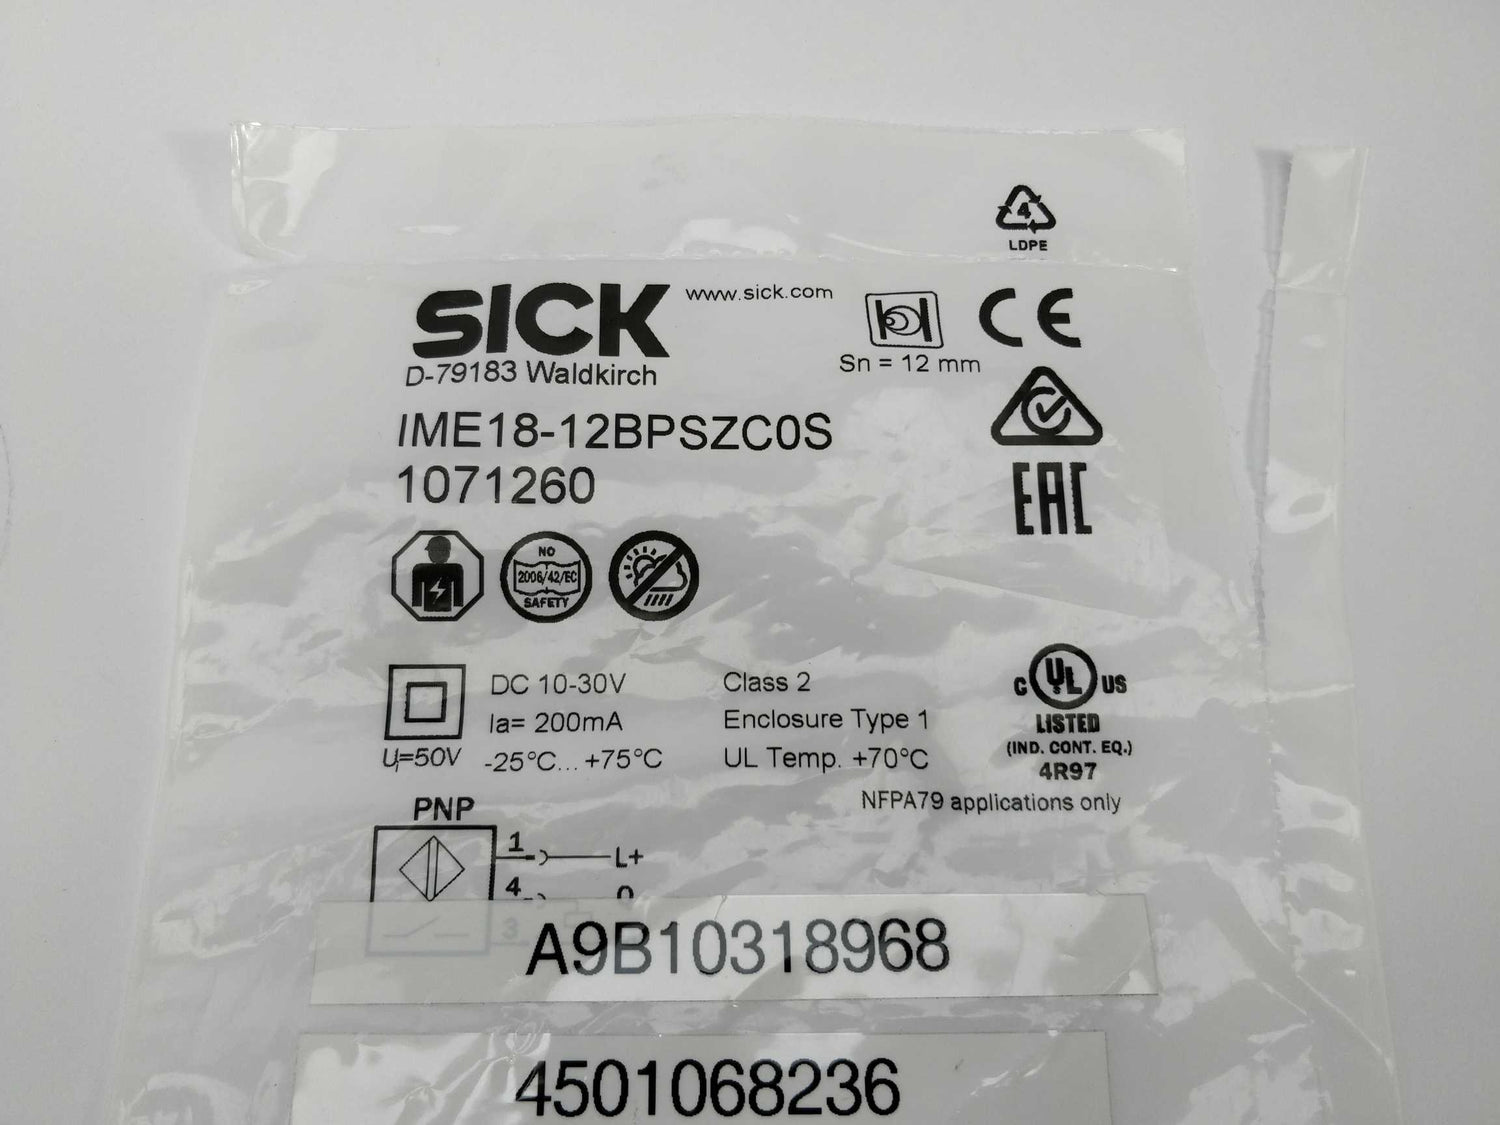 4
LDPE
SICK www.sick.com
CE
D-79183 Waldkirch
Sn = 12 mm
IME18-12BPSZC0S
1071260
EAC
NO
2006/42/EC
SAFETY
DC 10-30V Class 2
Ia= 200mA Enclosure Type 1
Ui=50V -25°C... +75°C UL Temp. +70°C
C UL US
LISTED
(IND. CONT. EQ.)
4R97
NFPA79 applications only
PNP
1 L+
4 Q
3
A9B10318968
4501068236